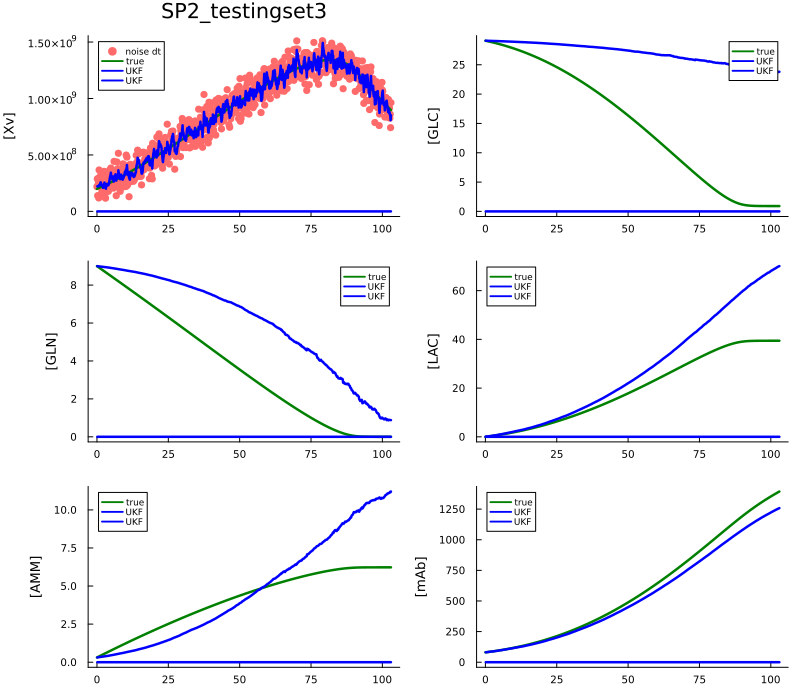 SP2_testingset3
1.50×10⁹
1.00×10⁹
5.00×10⁸
0
[Xv]
noise dt
true
UKF
UKF
0 25 50 75 100
25
20
15
10
5
0
[GLC]
true
UKF
UKF
0 25 50 75 100
8
6
4
2
0
[GLN]
true
UKF
UKF
0 25 50 75 100
60
40
20
0
[LAC]
true
UKF
UKF
0 25 50 75 100
10.0
7.5
5.0
2.5
0.0
[AMM]
true
UKF
UKF
0 25 50 75 100
1250
1000
750
500
250
0
[mAb]
true
UKF
UKF
0 25 50 75 100